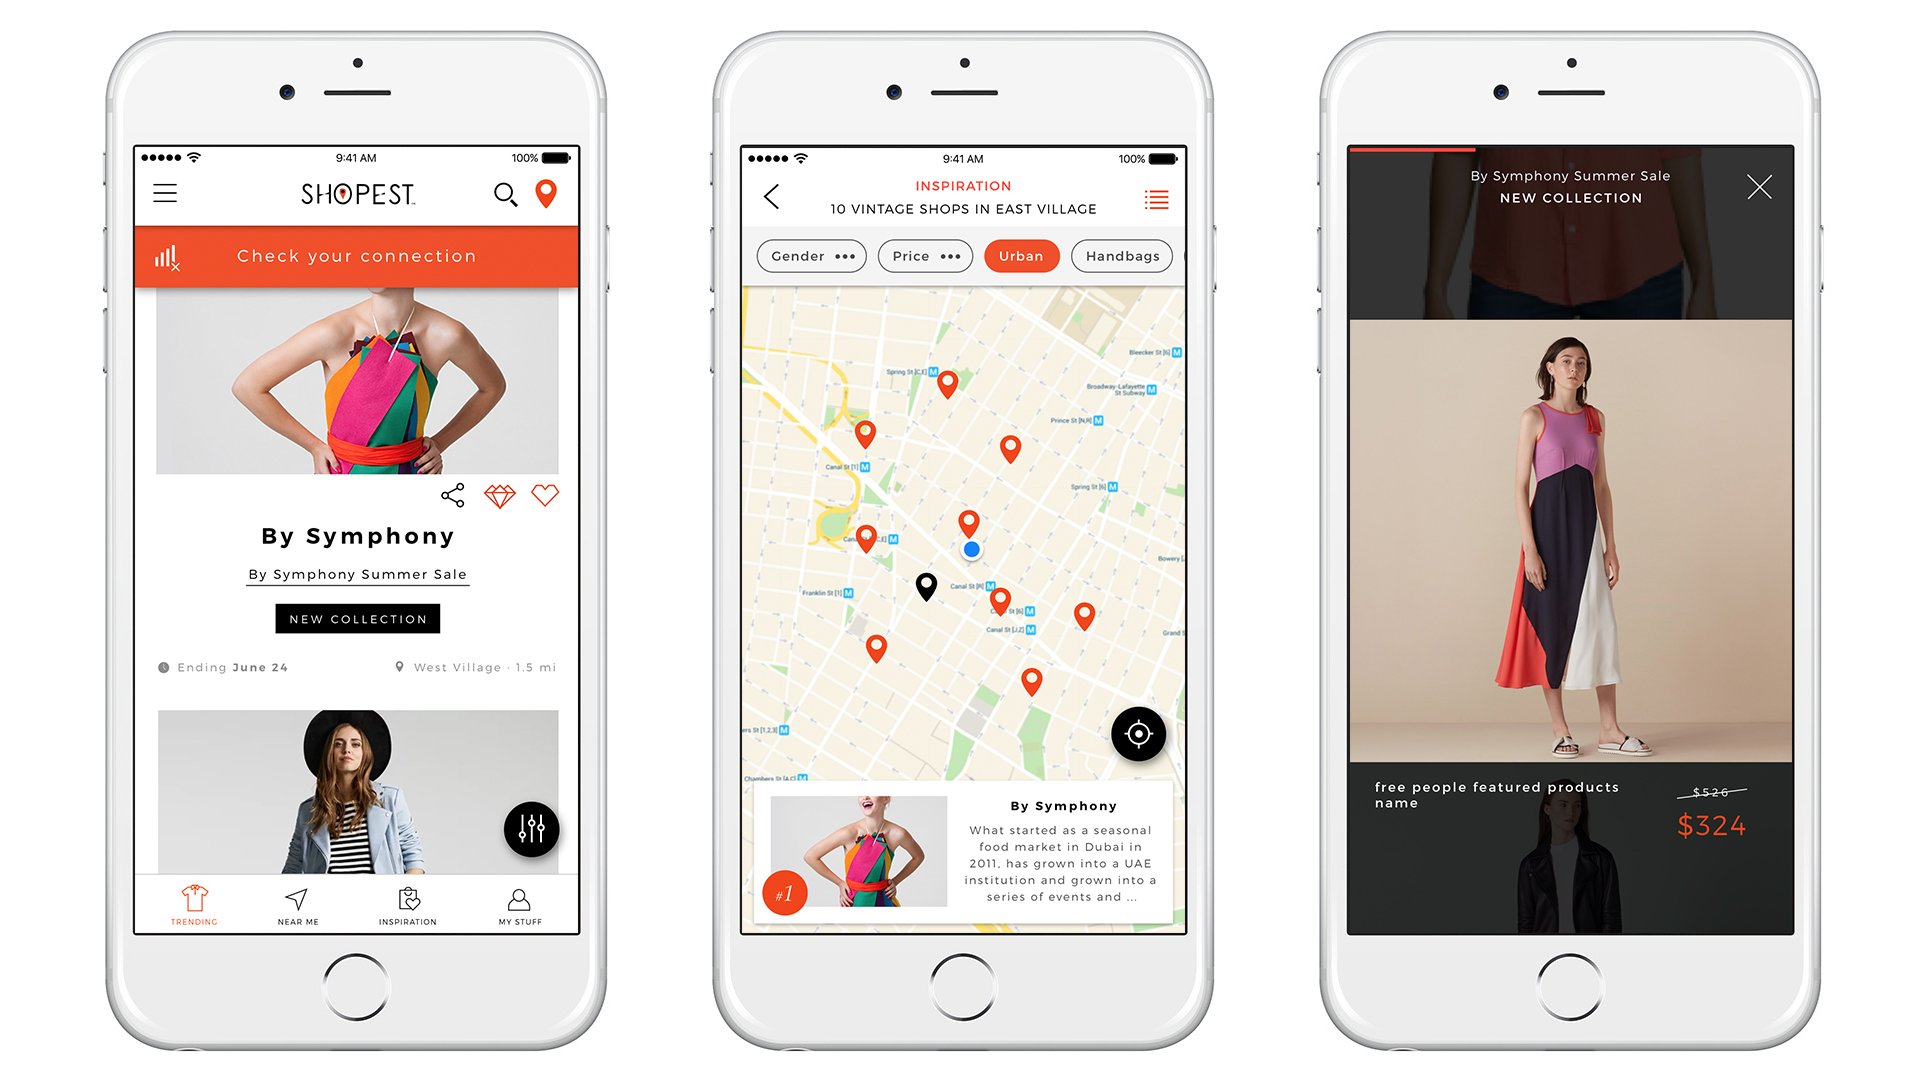 9:41 AM
100%
SHOPEST
Check your connection
By Symphony
By Symphony Summer Sale
NEW COLLECTION
Ending June 24
West Village · 1.5 mi
TRENDING
NEAR ME
INSPIRATION
MY STUFF
9:41 AM
100%
INSPIRATION
10 VINTAGE SHOPS IN EAST VILLAGE
Gender •••
Price •••
Urban
Handbags
Bleecker St [6] M
Spring St [C,E] M
Broadway-Lafayette
St Subway M
Prince St [N,R] M
Canal St [1] M
Spring St [6] M
Bowery [J,
Canal St [R] M
Franklin St [1] M
St [6] M
Canal St [J,Z] M
Grand S
ers St [1,2,3] M
Chambers St [A,C] M
#1
By Symphony
What started as a seasonal
food market in Dubai in
2011, has grown into a UAE
institution and grown into a
series of events and ...
By Symphony Summer Sale
NEW COLLECTION
free people featured products
name
$526
$324